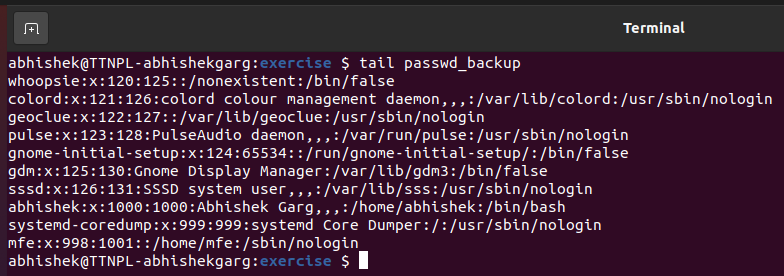 Terminal
abhishek@TTNPL-abhishekgarg:exercise $ tail passwd_backup
whoopsie:x:120:125::/nonexistent:/bin/false
colord:x:121:126:colord colour management daemon,,,:/var/lib/colord:/usr/sbin/nologin
geoclue:x:122:127::/var/lib/geoclue:/usr/sbin/nologin
pulse:x:123:128:PulseAudio daemon,,,:/var/run/pulse:/usr/sbin/nologin
gnome-initial-setup:x:124:65534::/run/gnome-initial-setup/:/bin/false
gdm:x:125:130:Gnome Display Manager:/var/lib/gdm3:/bin/false
sssd:x:126:131:SSSD system user,,,:/var/lib/sss:/usr/sbin/nologin
abhishek:x:1000:1000:Abhishek Garg,,,:/home/abhishek:/bin/bash
systemd-coredump:x:999:999:systemd Core Dumper:/:/usr/sbin/nologin
mfe:x:998:1001::/home/mfe:/sbin/nologin
abhishek@TTNPL-abhishekgarg:exercise $